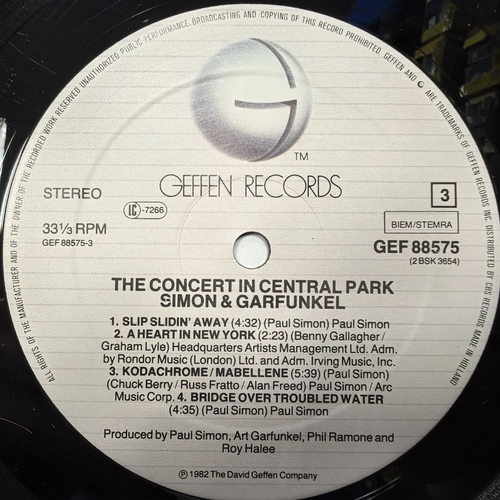 ALL RIGHTS OF THE MANUFACTURER AND OF THE OWNER OF THE RECORDED WORK RESERVED UNAUTHORIZED PUBLIC PERFORMANCE, BROADCASTING AND COPYING OF THIS RECORD PROHIBITED. GEFFEN AND G ARE TRADEMARKS OF GEFFEN RECORDS INC. DISTRIBUTED BY CBS RECORDS MADE IN HOLLAND
G
TM
GEFFEN RECORDS
STEREO
LC-7266
3
33⅓ RPM
GEF 88575-3
BIEM/STEMRA
GEF 88575
(2 BSK 3654)
THE CONCERT IN CENTRAL PARK
SIMON & GARFUNKEL
1. SLIP SLIDIN' AWAY (4:32) (Paul Simon) Paul Simon
2. A HEART IN NEW YORK (2:23) (Benny Gallagher /
Graham Lyle) Headquarters Artists Management Ltd. Adm.
by Rondor Music (London) Ltd. and Adm. Irving Music, Inc.
3. KODACHROME / MABELLENE (5:39) (Paul Simon)
(Chuck Berry / Russ Fratto / Alan Freed) Paul Simon / Arc
Music Corp. 4. BRIDGE OVER TROUBLED WATER
(4:35) (Paul Simon) Paul Simon
Produced by Paul Simon, Art Garfunkel, Phil Ramone and
Roy Halee
℗ 1982 The David Geffen Company